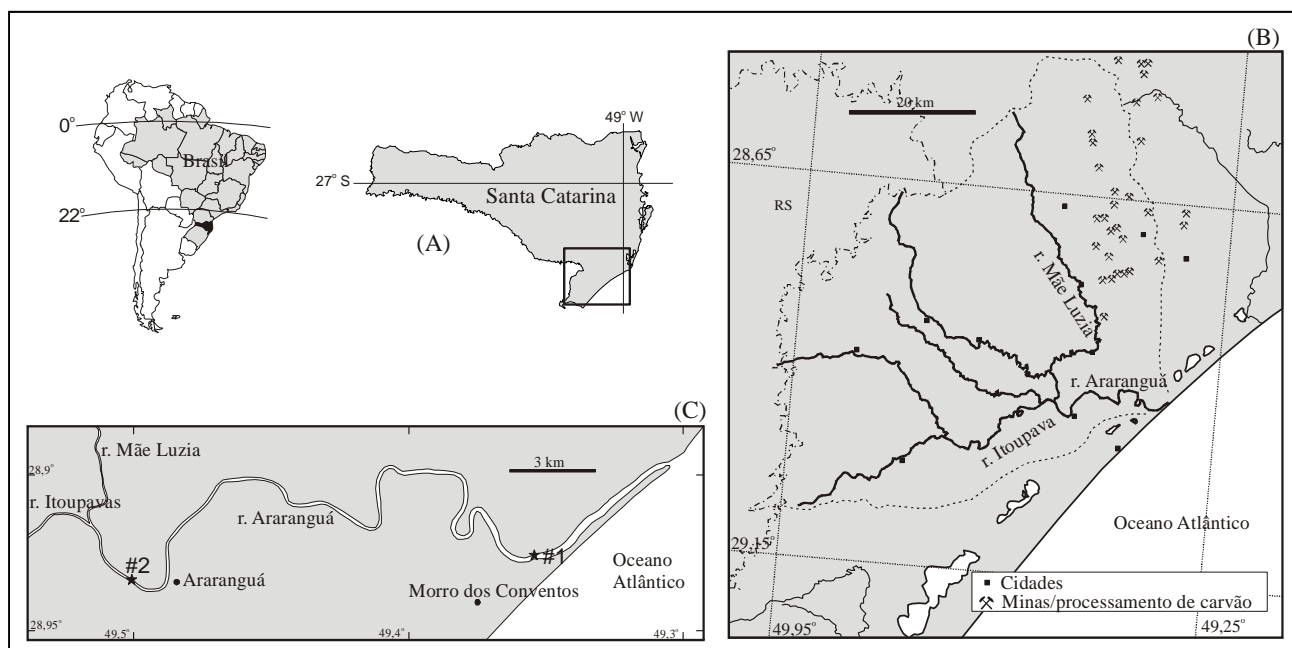 0°
Brasil
22°
49° W
27° S
Santa Catarina
(A)
(B)
20 km
28,65°
RS
r. Mãe Luzia
r. Araranguá
r. Itoupava
Oceano Atlântico
29,15°
Cidades
Minas/processamento de carvão
49,95°
49,25°
(C)
r. Mãe Luzia
3 km
28,9°
r. Itoupavas
r. Araranguá
#1
#2
Araranguá
Oceano
Atlântico
Morro dos Conventos
28,95°
49,5°
49,4°
49,3°